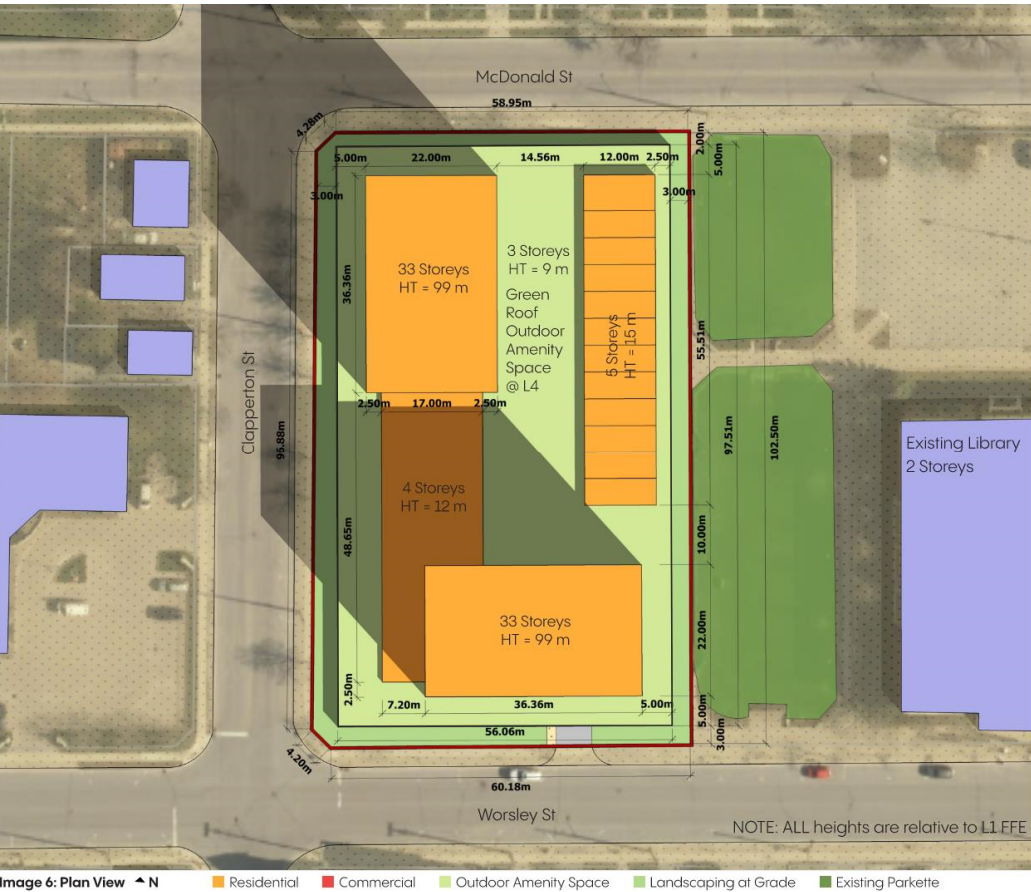 McDonald St
58.95m
4.28m
5.00m
22.00m
14.56m
12.00m
2.50m
2.00m
5.00m
3.00m
3.00m
33 Storeys
HT = 99 m
36.36m
3 Storeys
HT = 9 m
Green
Roof
Outdoor
Amenity
Space
@ L4
5 Storeys
HT = 15 m
55.51m
Clapperton St
95.88m
2.50m
17.00m
2.50m
97.51m
102.50m
Existing Library
2 Storeys
4 Storeys
HT = 12 m
48.65m
10.00m
33 Storeys
HT = 99 m
22.00m
2.50m
7.20m
36.36m
5.00m
5.00m
3.00m
56.06m
4.20m
60.18m
Worsley St
NOTE: ALL heights are relative to L1 FFE
Image 6: Plan View N
Residential
Commercial
Outdoor Amenity Space
Landscaping at Grade
Existing Parkette